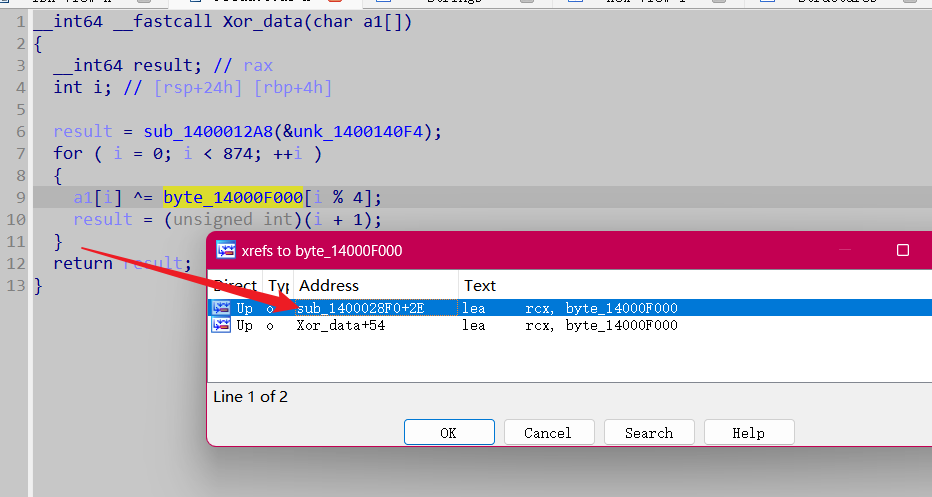 1 __int64 __fastcall Xor_data(char a1[])
2 {
3 __int64 result; // rax
4 int i; // [rsp+24h] [rbp+4h]
5
6 result = sub_1400012A8(&unk_1400140F4);
7 for ( i = 0; i < 874; ++i )
8 {
9 a1[i] ^= byte_14000F000[i % 4];
10 result = (unsigned int)(i + 1);
11 }
12 return result;
13 }
xrefs to byte_14000F000
Direct Typ Address Text
Up o sub_1400028F0+2E lea rcx, byte_14000F000
Up o Xor_data+54 lea rcx, byte_14000F000
Line 1 of 2
OK Cancel Search Help